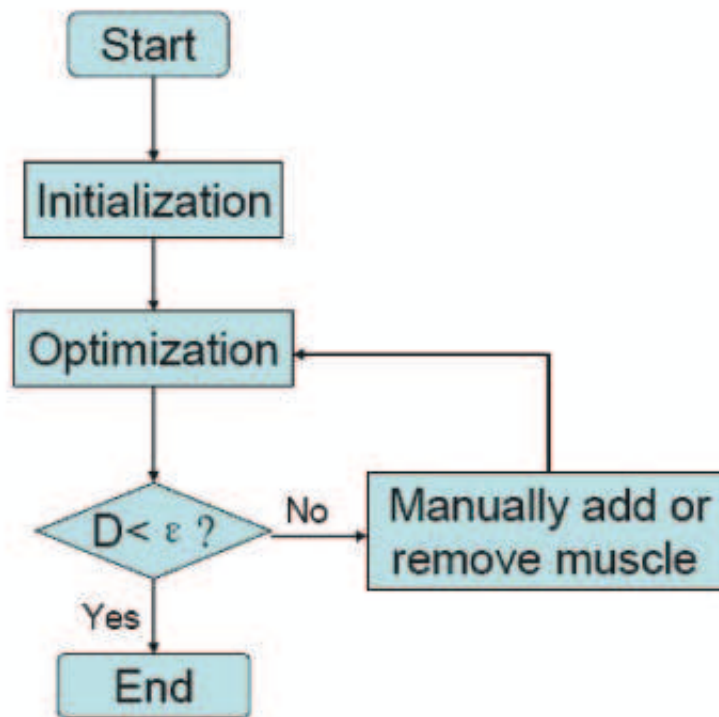 Start
Initialization
Optimization
D< ε ?
No
Manually add or
remove muscle
Yes
End